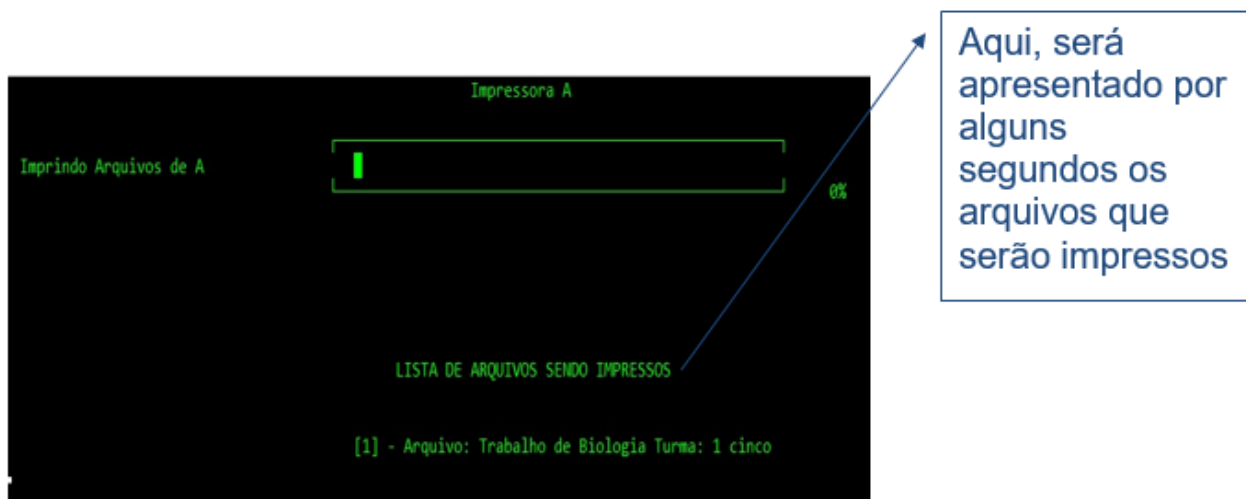 Impressora A
Imprindo Arquivos de A
0%
LISTA DE ARQUIVOS SENDO IMPRESSOS
[1] - Arquivo: Trabalho de Biologia Turma: 1 cinco
Aqui, será
apresentado por
alguns
segundos os
arquivos que
serão impressos